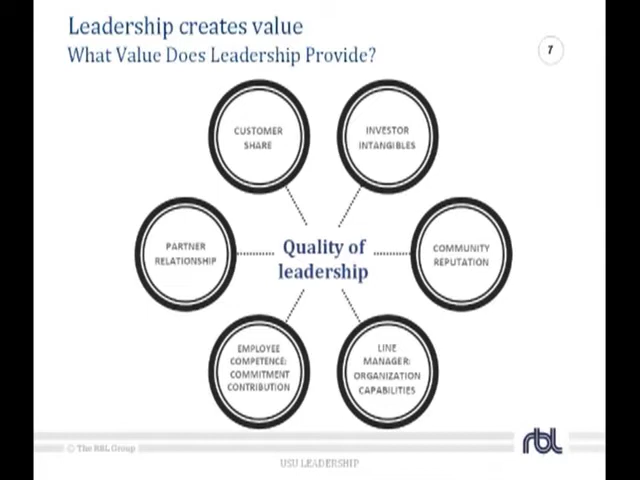 Leadership creates value
What Value Does Leadership Provide?
7
CUSTOMER
SHARE
INVESTOR
INTANGIBLES
PARTNER
RELATIONSHIP
Quality of
leadership
COMMUNITY
REPUTATION
EMPLOYEE
COMPETENCE:
COMMITMENT
CONTRIBUTION
LINE
MANAGER:
ORGANIZATION
CAPABILITIES
© The RBL Group
rbl
USU LEADERSHIP